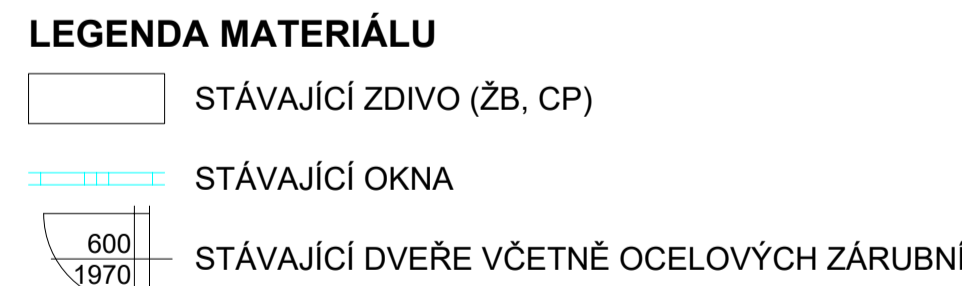 LEGENDA MATERIÁLU
STÁVAJÍCÍ ZDIVO (ŽB, CP)
STÁVAJÍCÍ OKNA
600
1970
STÁVAJÍCÍ DVEŘE VČETNĚ OCELOVÝCH ZÁRUBNÍ